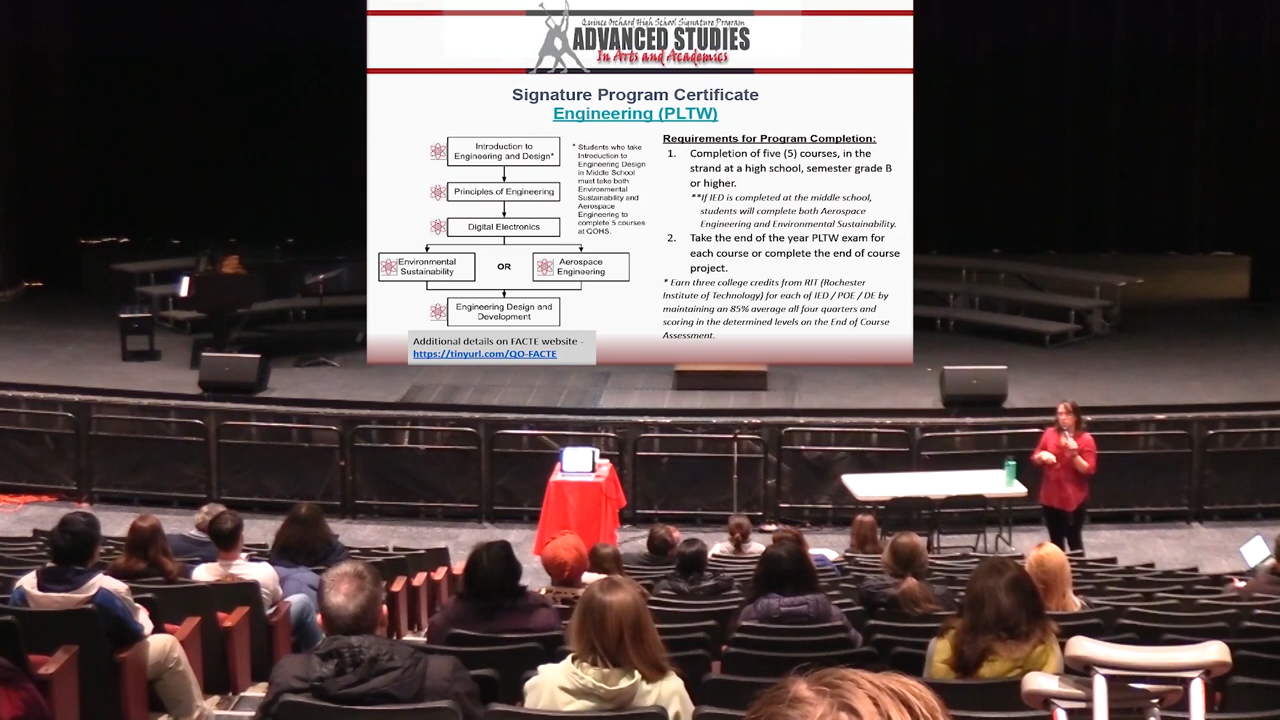 Quince Orchard High School Signature Program
ADVANCED STUDIES
In Arts and Academics
Signature Program Certificate
Engineering (PLTW)
Introduction to
Engineering and Design*
Principles of Engineering
Digital Electronics
Environmental
Sustainability
OR
Aerospace
Engineering
Engineering Design and
Development
* Students who take
Introduction to
Engineering Design
in Middle School
must take both
Environmental
Sustainability and
Aerospace
Engineering to
complete 5 courses
at QOHS.
Additional details on FACTE website -
https://tinyurl.com/QO-FACTE
Requirements for Program Completion:
1. Completion of five (5) courses, in the
strand at a high school, semester grade B
or higher.
**If IED is completed at the middle school,
students will complete both Aerospace
Engineering and Environmental Sustainability.
2. Take the end of the year PLTW exam for
each course or complete the end of course
project.
* Earn three college credits from RIT (Rochester
Institute of Technology) for each of IED / POE / DE by
maintaining an 85% average all four quarters and
scoring in the determined levels on the End of Course
Assessment.